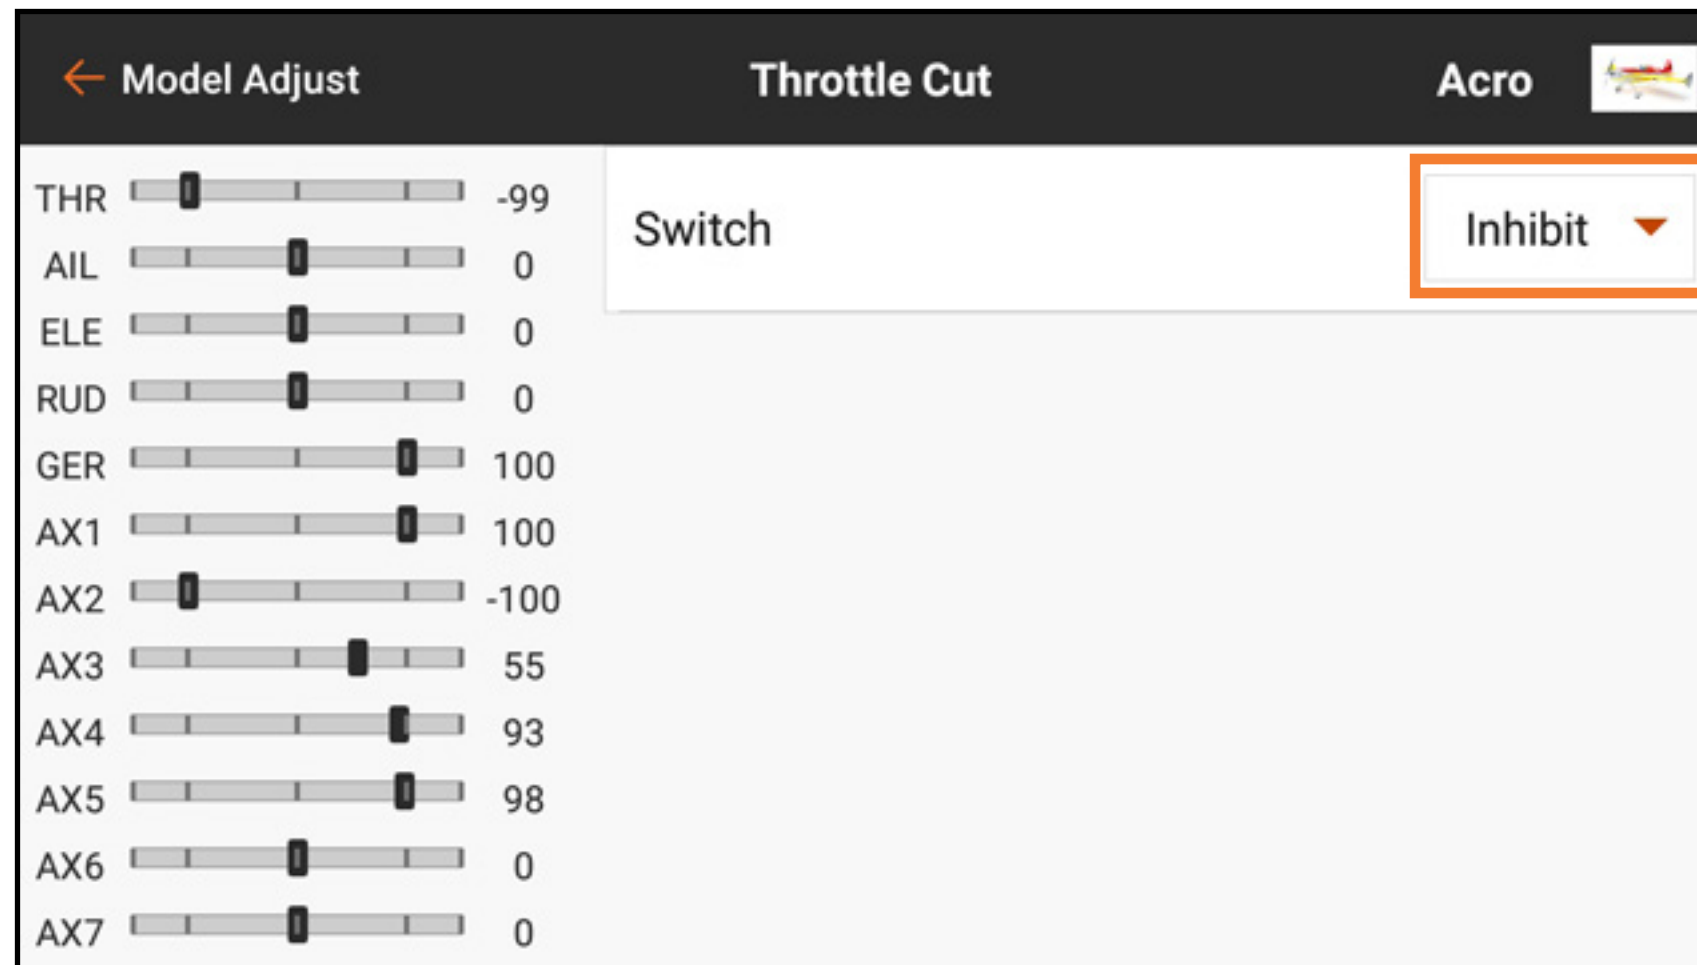 Model Adjust
Throttle Cut
Acro
THR -99
AIL 0
ELE 0
RUD 0
GER 100
AX1 100
AX2 -100
AX3 55
AX4 93
AX5 98
AX6 0
AX7 0
Switch
Inhibit